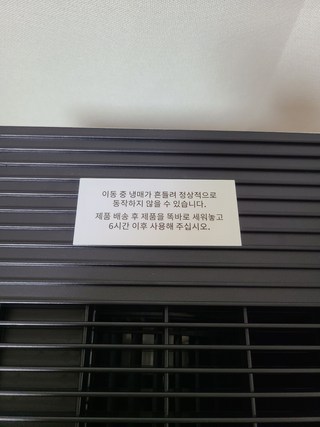 이동 중 냉매가 흔들려 정상적으로
동작하지 않을 수 있습니다.
제품 배송 후 제품을 똑바로 세워놓고
6시간 이후 사용해 주십시오.